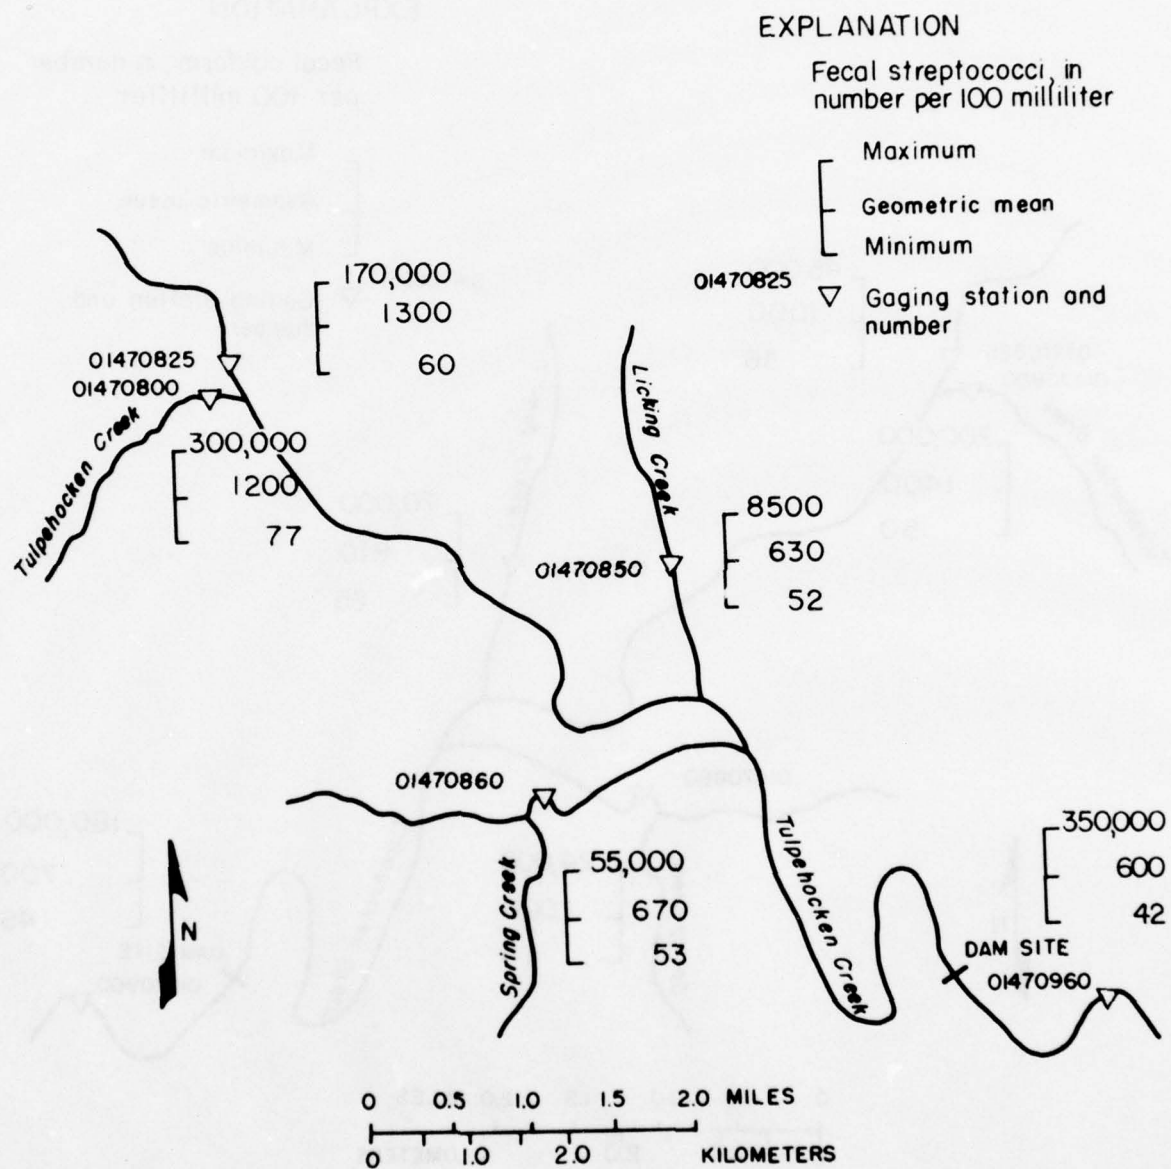 EXPLANATION
Fecal streptococci, in
number per 100 milliliter
Maximum
Geometric mean
Minimum
01470825
Gaging station and
number
170,000
1300
60
01470825
01470800
Tulpehocken Creek
300,000
1200
77
Licking Creek
01470850
8500
630
52
01470860
Spring Creek
55,000
670
53
Tulpehocken Creek
350,000
600
42
DAM SITE
01470960
N
0 0.5 1.0 1.5 2.0 MILES
0 1.0 2.0 KILOMETERS